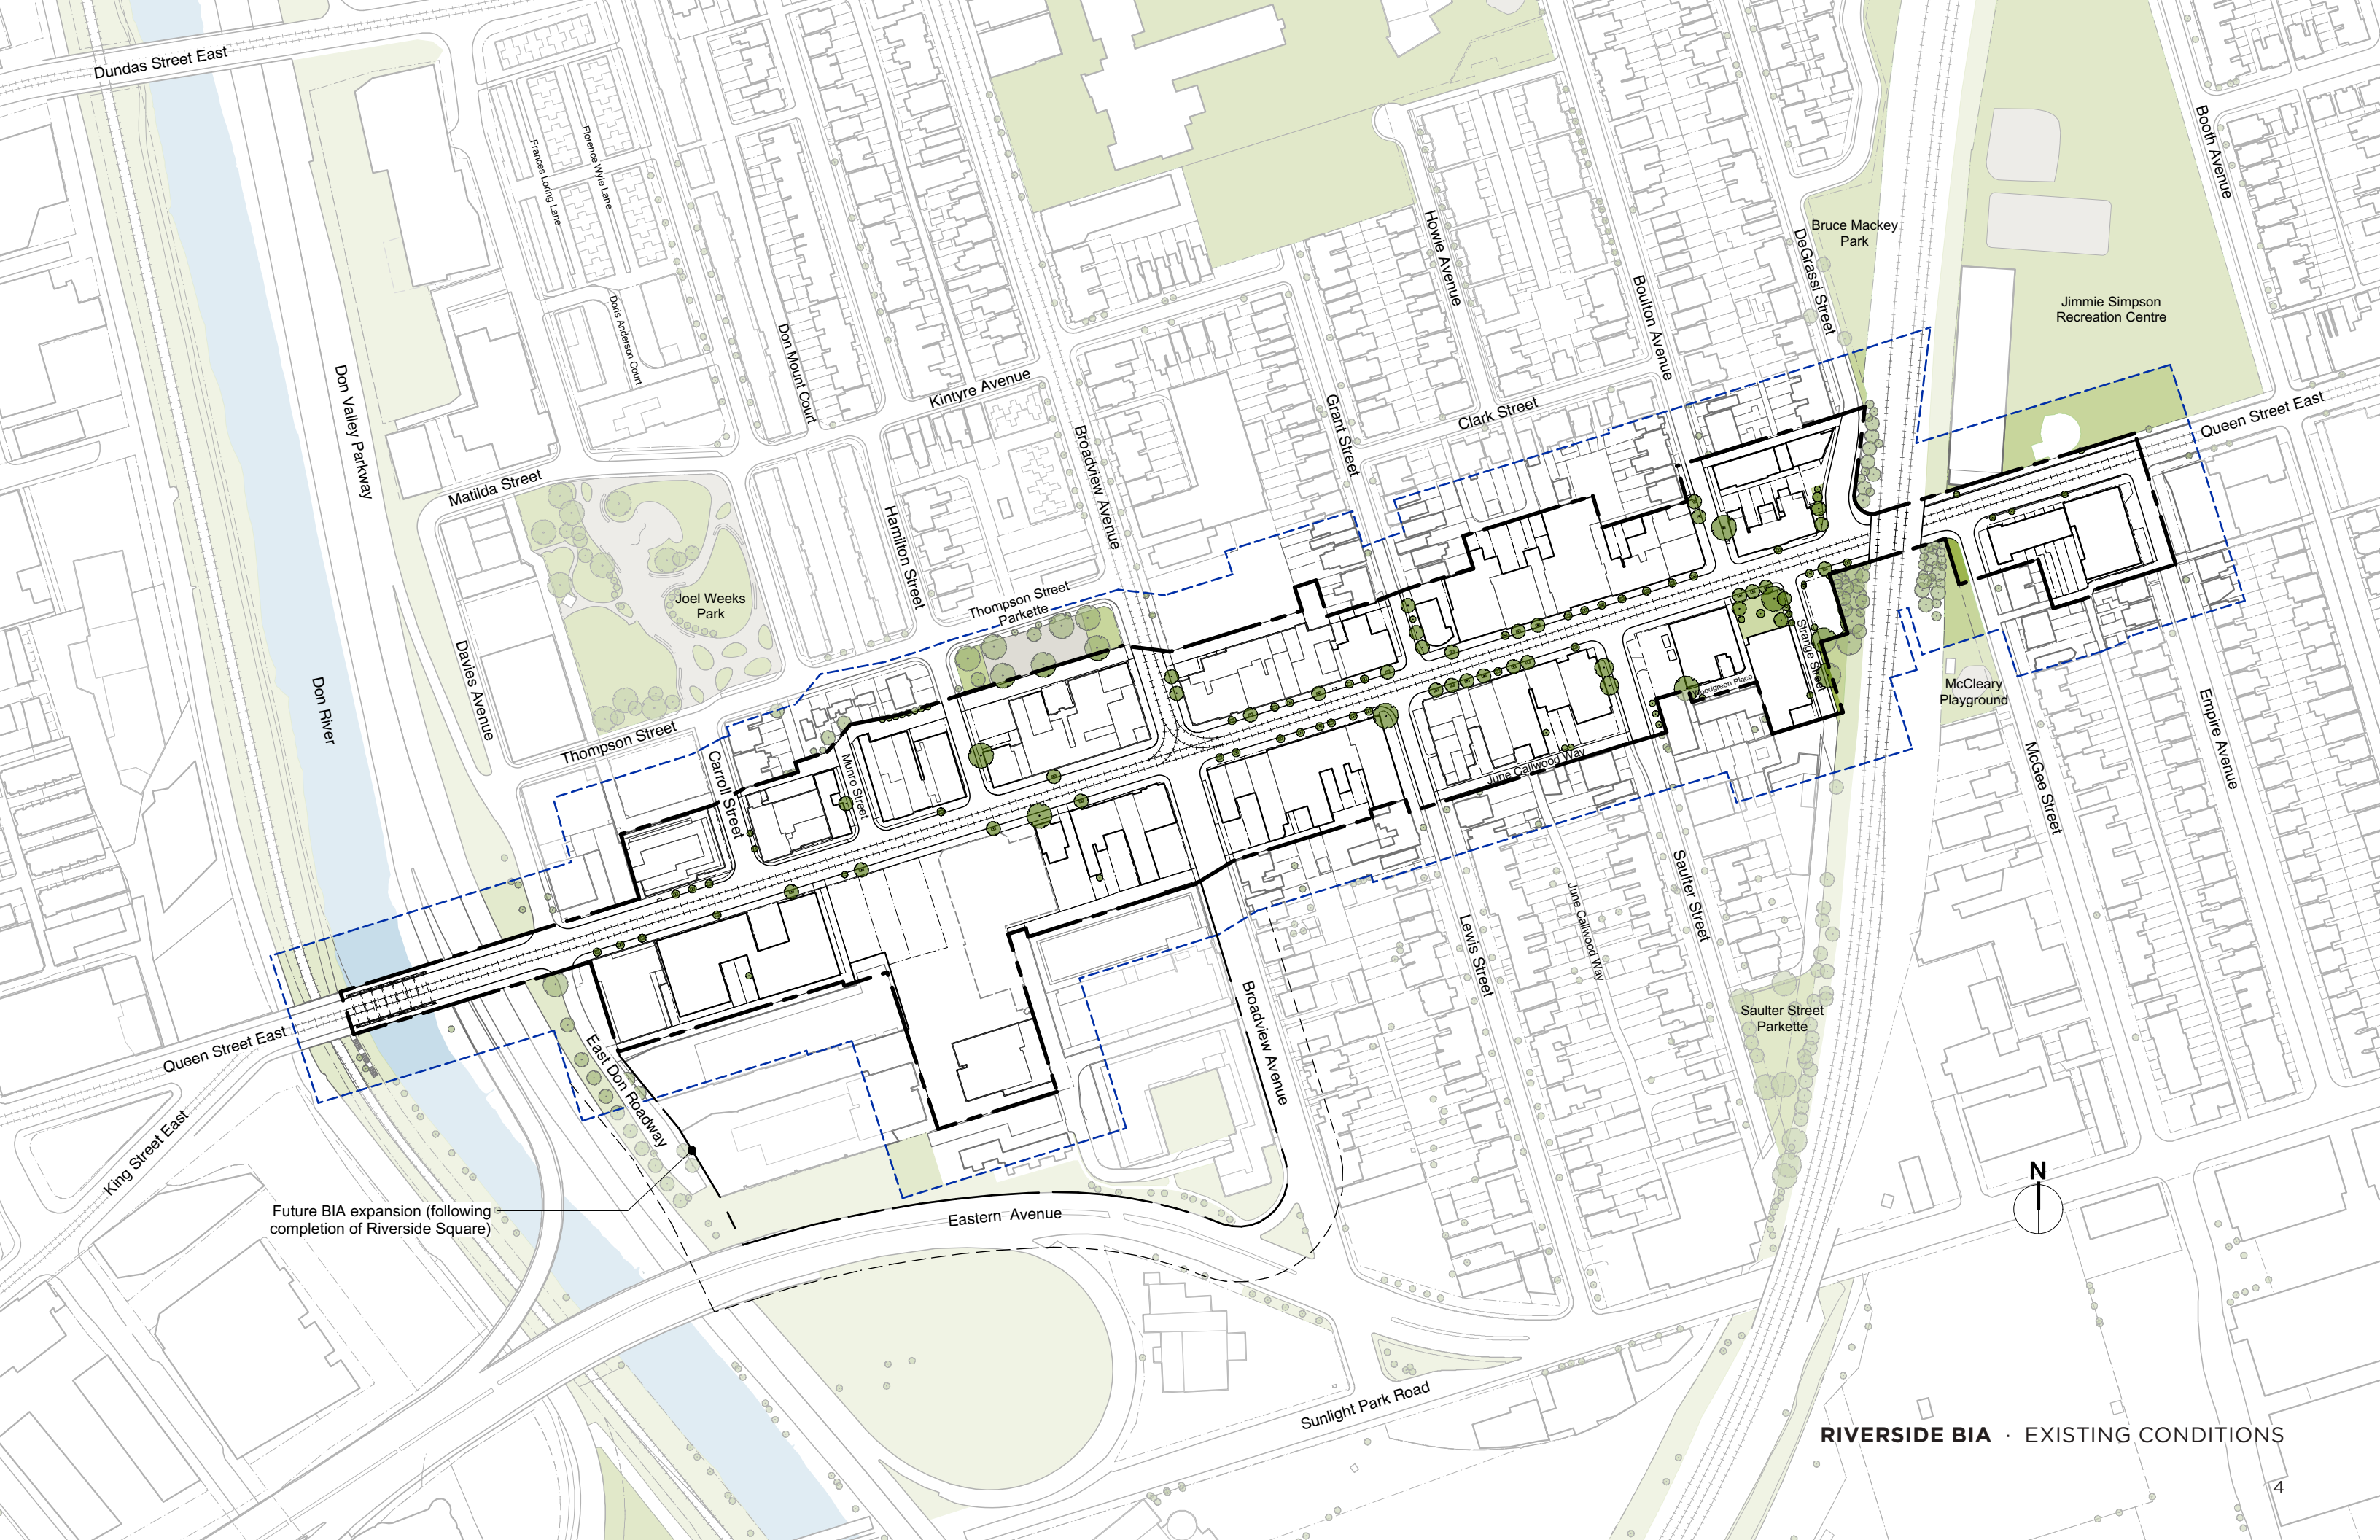 Dundas Street East
Frances Loring Lane
Florence Wyle Lane
Doris Anderson Court
Don Mount Court
Don Valley Parkway
Matilda Street
Kintyre Avenue
Hamilton Street
Broadview Avenue
Howie Avenue
Grant Street
Clark Street
Boulton Avenue
DeGrassi Street
Bruce Mackey
Park
Jimmie Simpson
Recreation Centre
Booth Avenue
Queen Street East
Joel Weeks
Park
Thompson Street
Parkette
Davies Avenue
Don River
Thompson Street
Carroll Street
Munro Street
June Callwood Way
Woodgreen Place
Strange Street
McCleary
Playground
McGee Street
Empire Avenue
Saulter Street
June Callwood Way
Lewis Street
Broadview Avenue
Saulter Street
Parkette
Queen Street East
King Street East
East Don Roadway
Future BIA expansion (following
completion of Riverside Square)
Eastern Avenue
Sunlight Park Road
N
RIVERSIDE BIA · EXISTING CONDITIONS
4